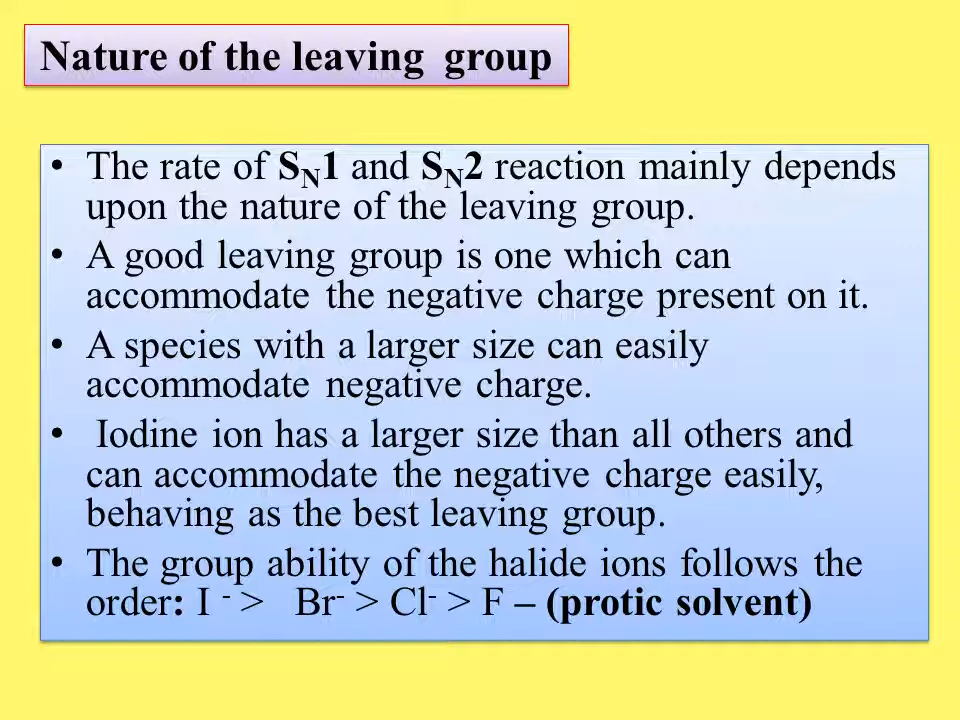 Nature of the leaving group
• The rate of S_N1 and S_N2 reaction mainly depends
upon the nature of the leaving group.
• A good leaving group is one which can
accommodate the negative charge present on it.
• A species with a larger size can easily
accommodate negative charge.
• Iodine ion has a larger size than all others and
can accommodate the negative charge easily,
behaving as the best leaving group.
• The group ability of the halide ions follows the
order: I ⁻ > Br⁻ > Cl⁻ > F – (protic solvent)